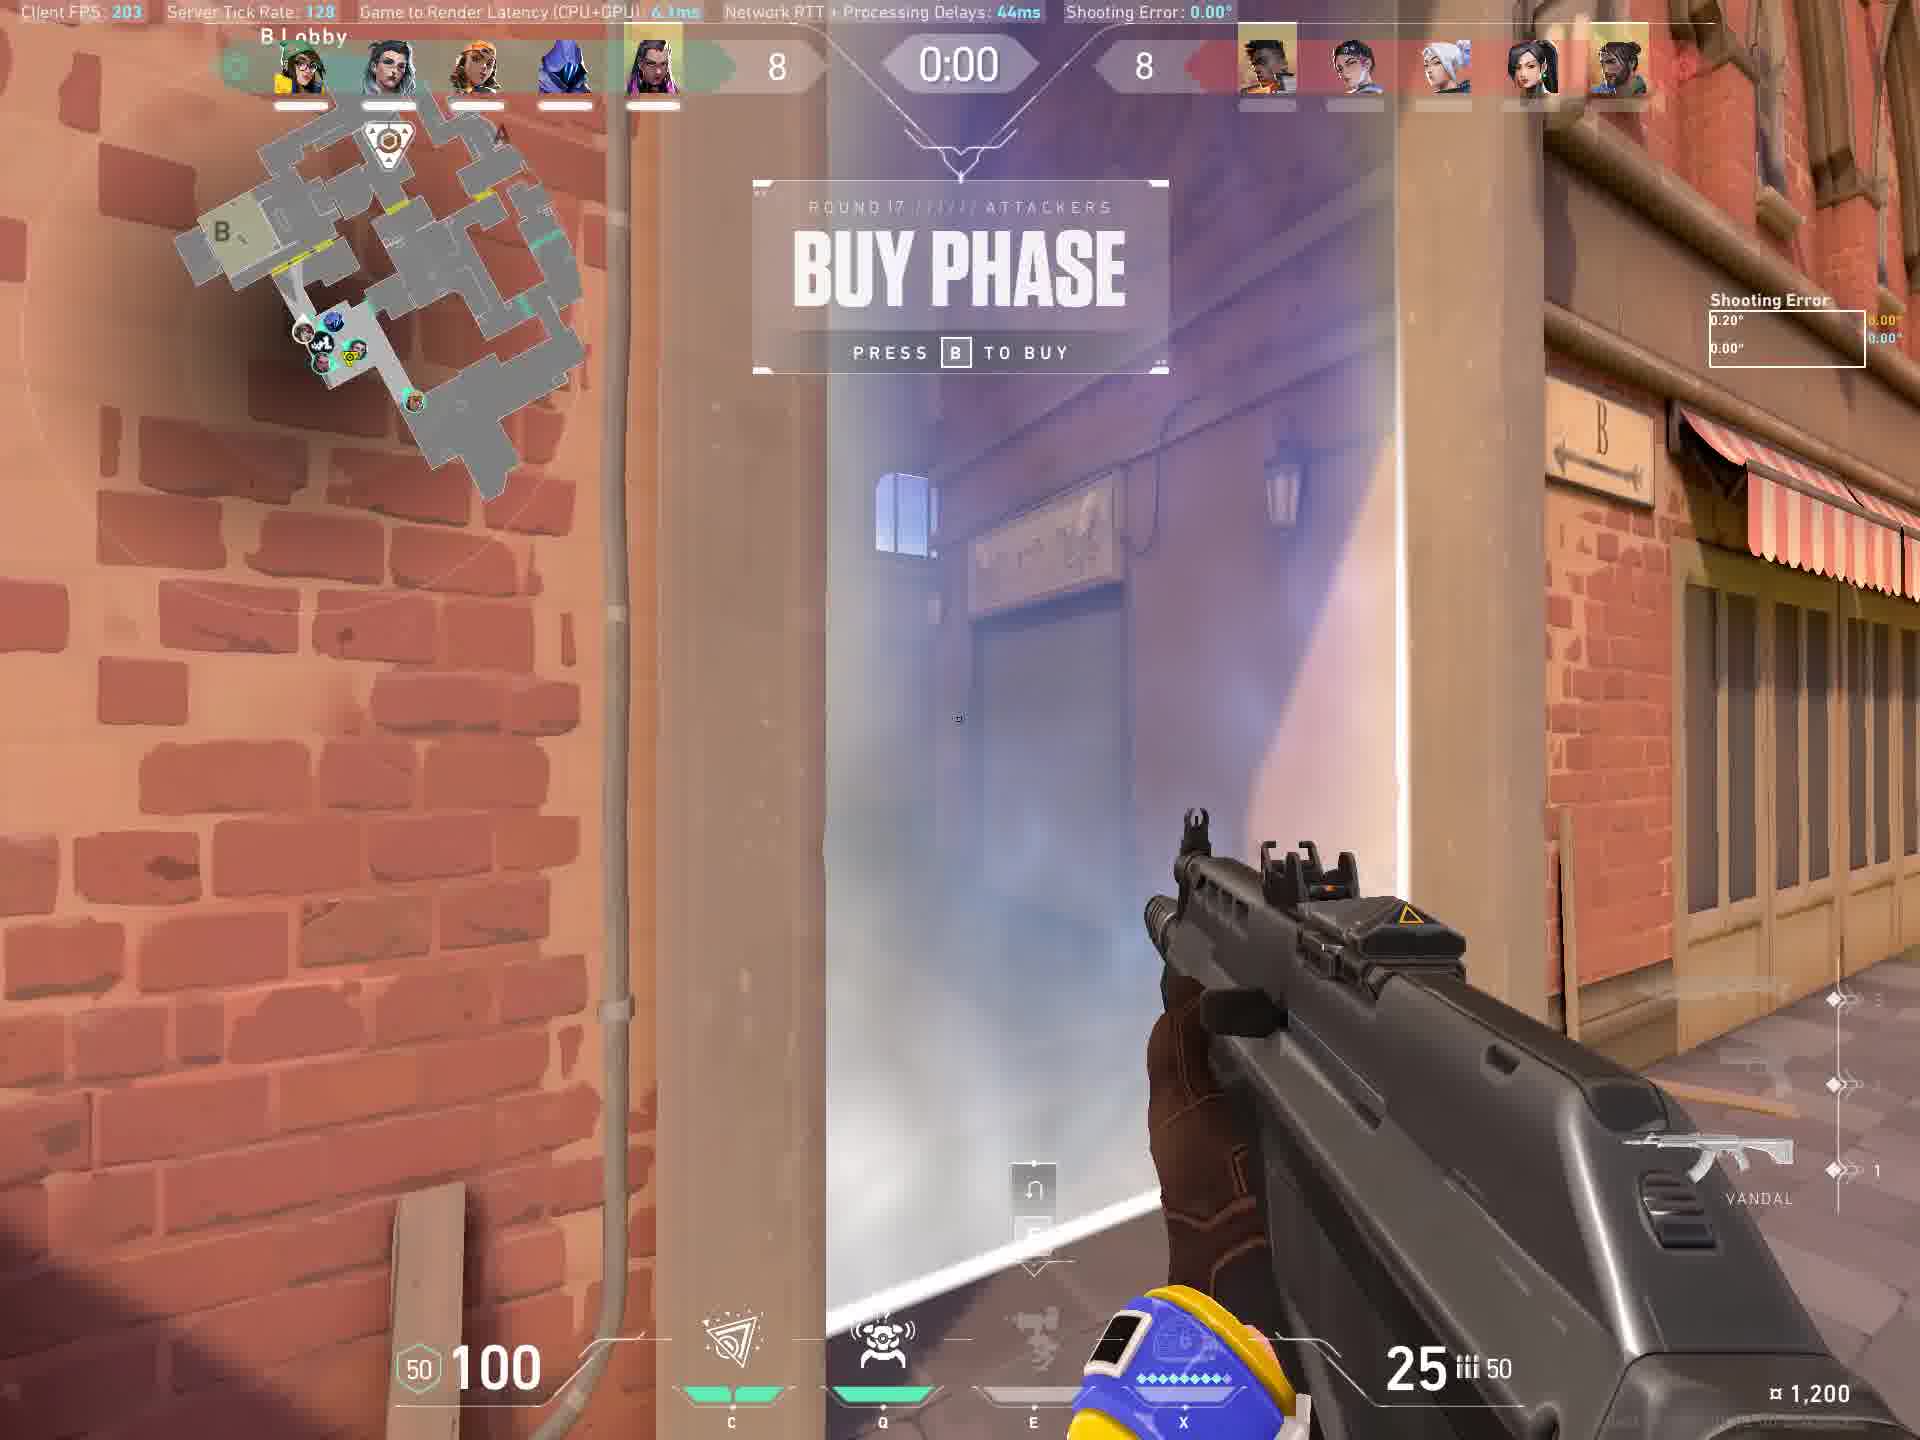 Client FPS: 203 Server Tick Rate: 128 Game to Render Latency (CPU+GPU): 6.1ms Network RTT + Processing Delays: 44ms Shooting Error: 0.00°
B Lobby
8 0:00 8
A
B
ROUND 17 ////// ATTACKERS
BUY PHASE
PRESS B TO BUY
Shooting Error
0.20° 0.00°
0.00°
0.00°
B
3
1
VANDAL
50 100
25 50
¤ 1,200
C Q E X